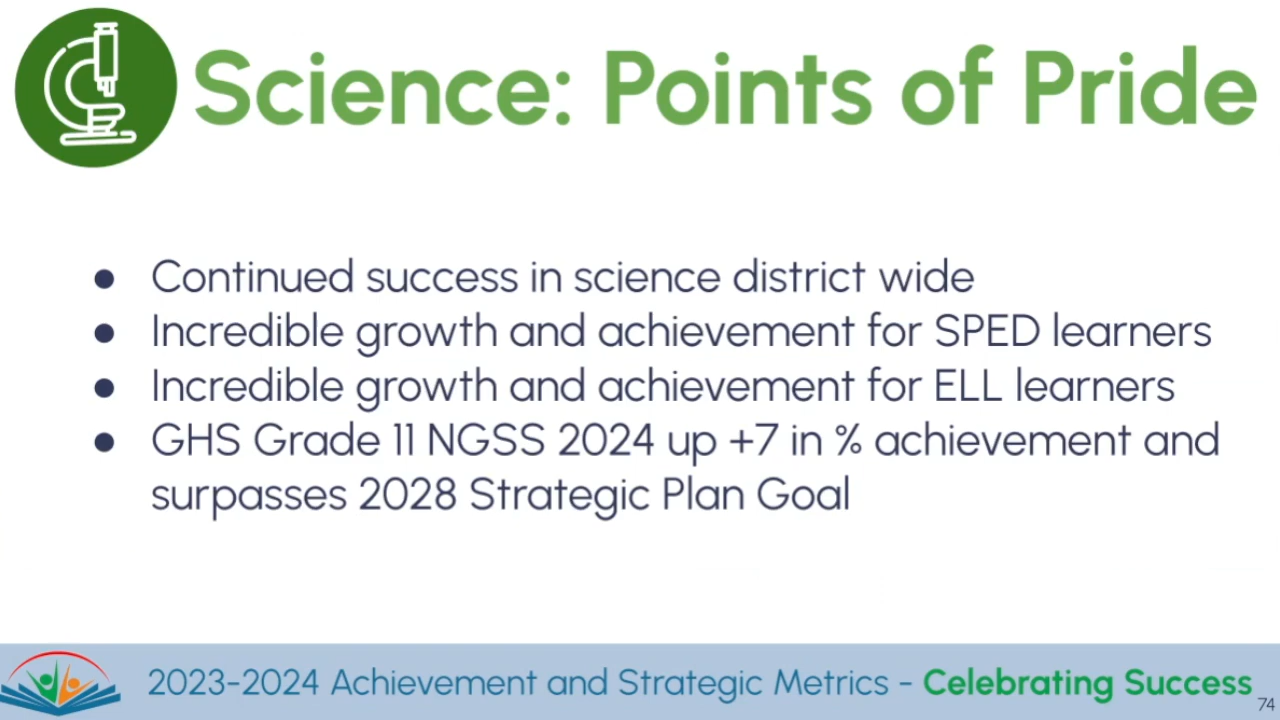 Science: Points of Pride
● Continued success in science district wide
● Incredible growth and achievement for SPED learners
● Incredible growth and achievement for ELL learners
● GHS Grade 11 NGSS 2024 up +7 in % achievement and
surpasses 2028 Strategic Plan Goal
2023-2024 Achievement and Strategic Metrics - Celebrating Success
74